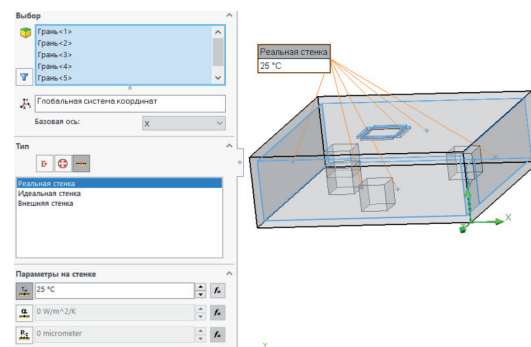 Выбор
Грань<1>
Грань<2>
Грань<3>
Грань<4>
Грань<5>
Глобальная система координат
Базовая ось:
X
Тип
Реальная стенка
Идеальная стенка
Внешняя стенка
Параметры на стенке
25 °C
0 W/m^2/K
0 micrometer
Реальная стенка
25 °C
X
Y